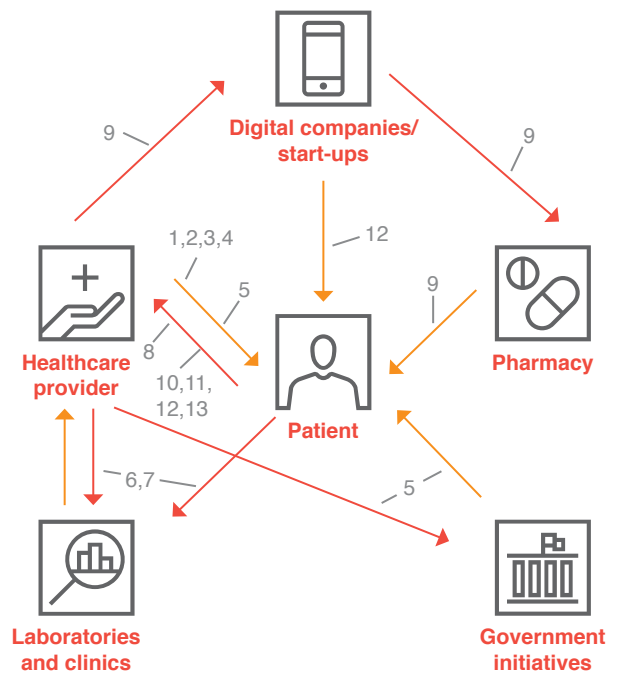 Digital companies/
start-ups
9
9
1,2,3,4
12
5
9
8
Healthcare
provider
10,11,
12,13
Pharmacy
Patient
6,7
5
Laboratories
and clinics
Government
initiatives